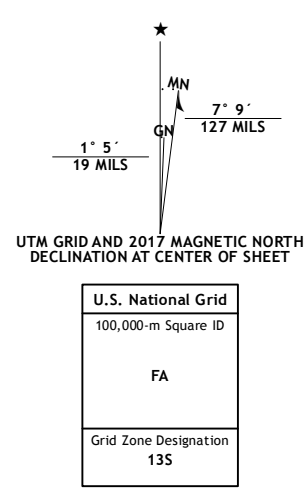 ★
MN
GN
7° 9´
127 MILS
1° 5´
19 MILS
UTM GRID AND 2017 MAGNETIC NORTH
DECLINATION AT CENTER OF SHEET
U.S. National Grid
100,000-m Square ID
FA
Grid Zone Designation
13S